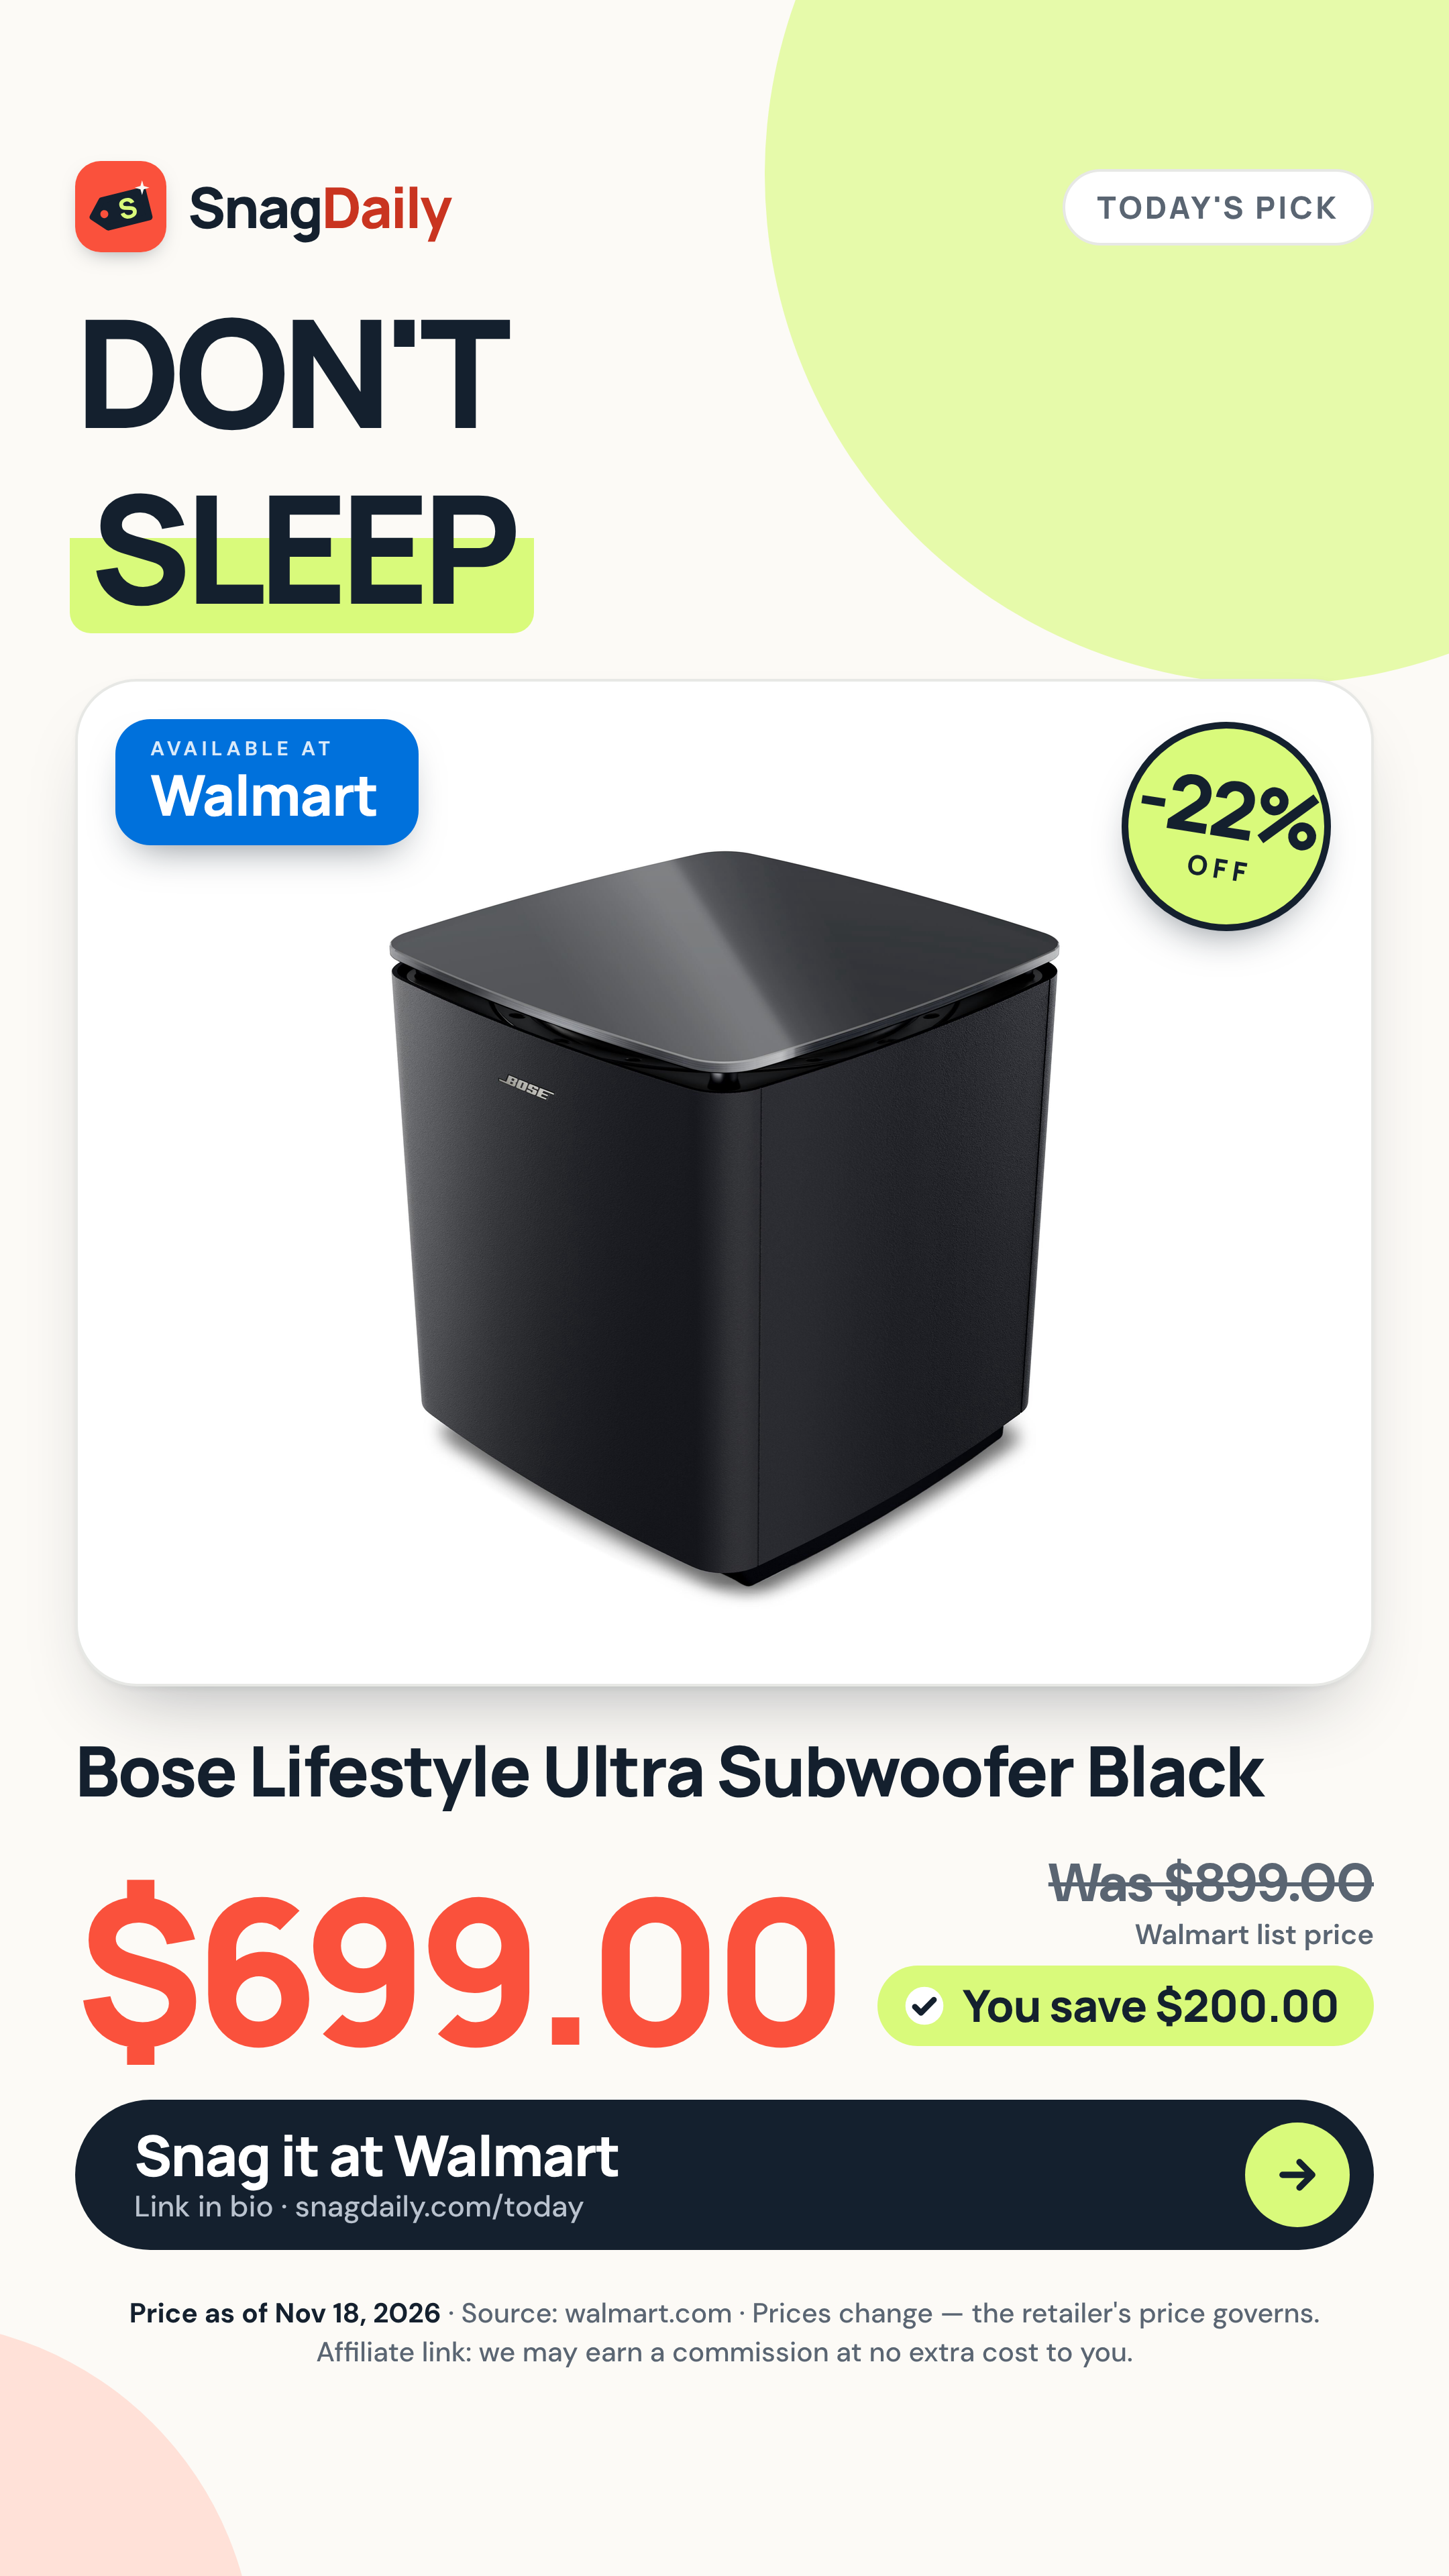 S
SnagDaily
TODAY'S PICK
DON'T
SLEEP
AVAILABLE AT
Walmart
-22%
OFF
BOSE
Bose Lifestyle Ultra Subwoofer Black
$699.00
Was $899.00
Walmart list price
You save $200.00
Snag it at Walmart
Link in bio · snagdaily.com/today
Price as of Nov 18, 2026 · Source: walmart.com · Prices change — the retailer's price governs.
Affiliate link: we may earn a commission at no extra cost to you.